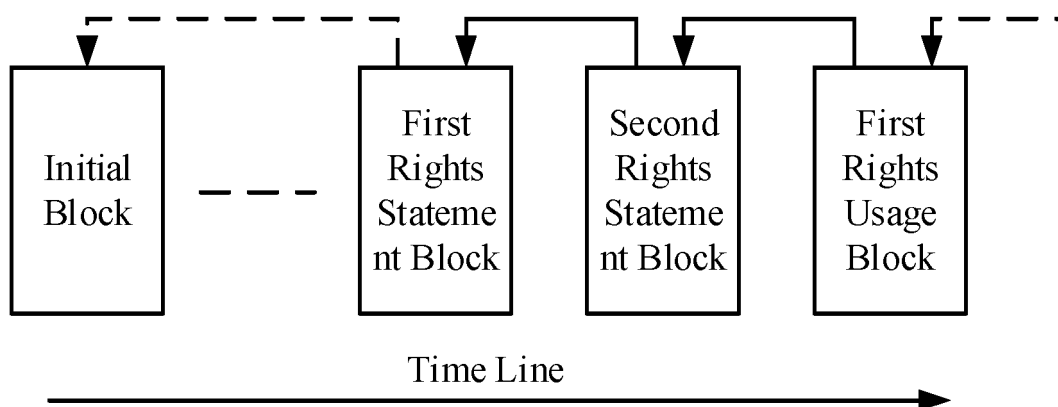 Initial
Block
First
Rights
Stateme
nt Block
Second
Rights
Stateme
nt Block
First
Rights
Usage
Block
Time Line